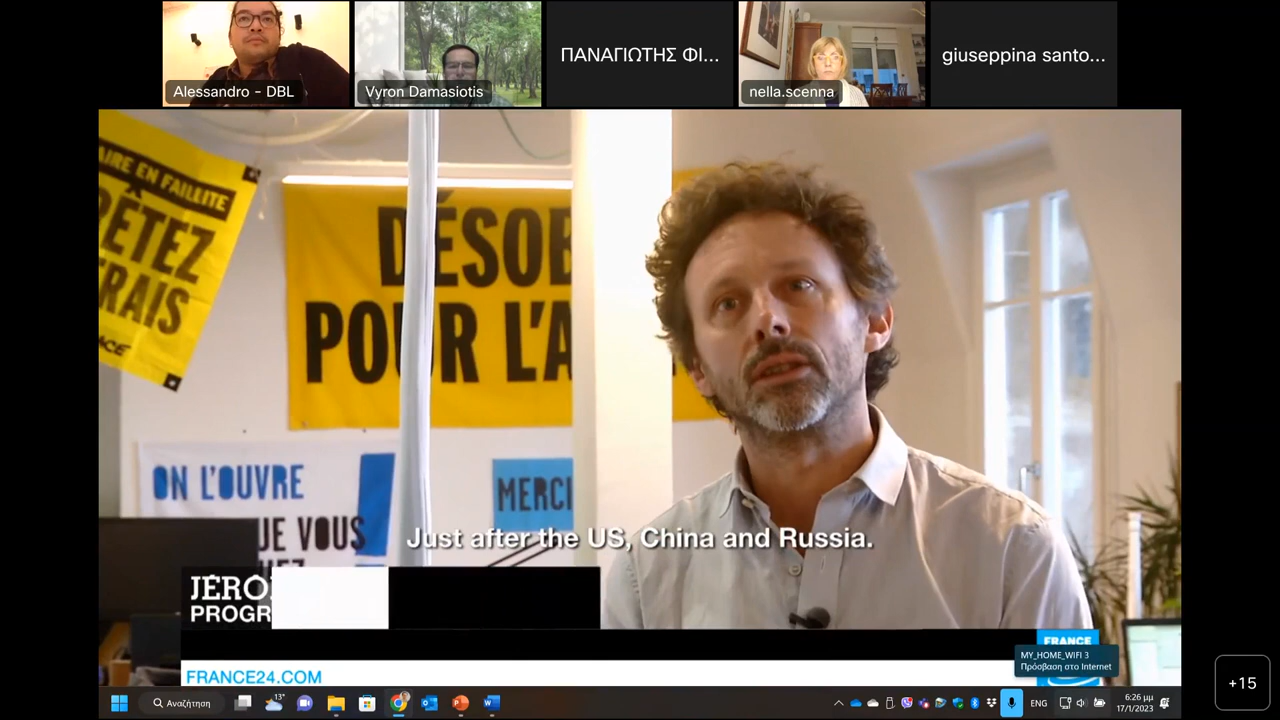 Alessandro - DBL
Vyron Damasiotis
ΠΑΝΑΓΙΩΤΗΣ ΦΙ...
nella.scenna
giuseppina santo...
AIRE EN FAILLITE
RÊTEZ
RAIS
DÉSOB
POUR L'A
ON L'OUVRE
QUE VOUS
MERCI
Just after the US, China and Russia.
JÉRÔ
PROGR
FRANCE24.COM
FRANCE
MY_HOME_WIFI 3
Πρόσβαση στο Internet
+15
Αναζήτηση
13°
ENG
6:26 μμ
17/1/2023